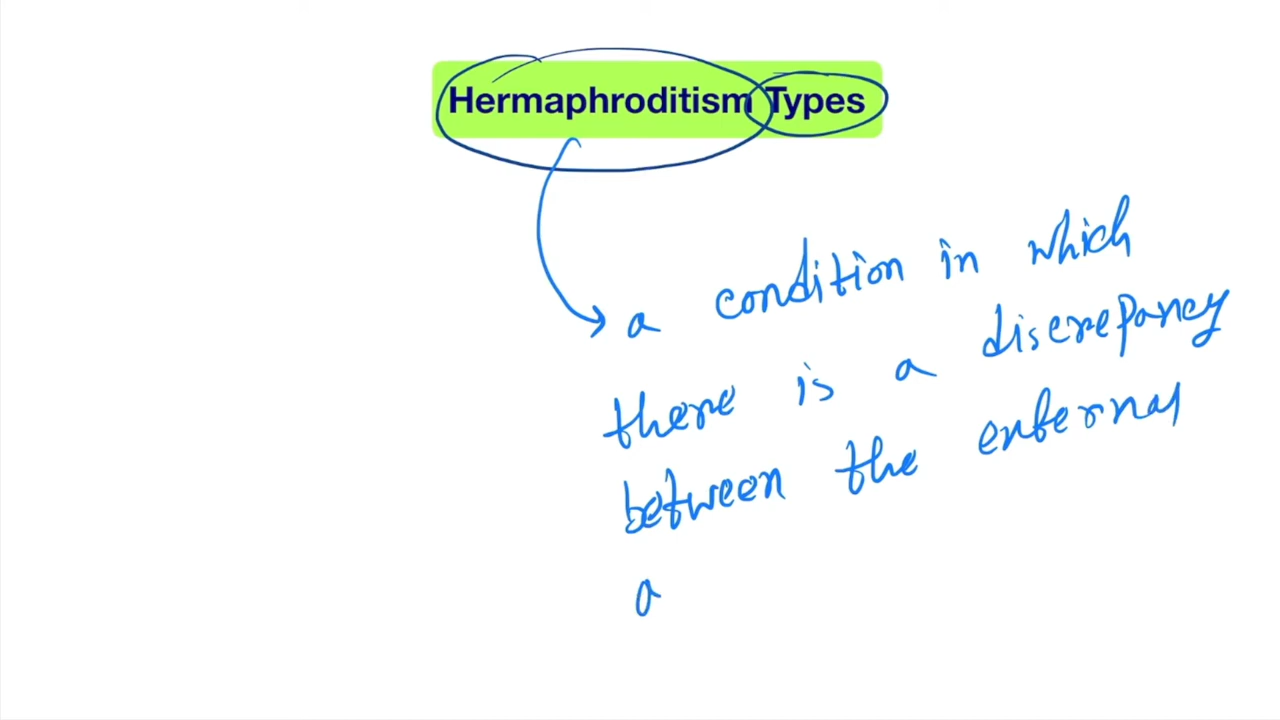 Hermaphroditism Types
a condition in which
there is a discrepancy
between the external
a